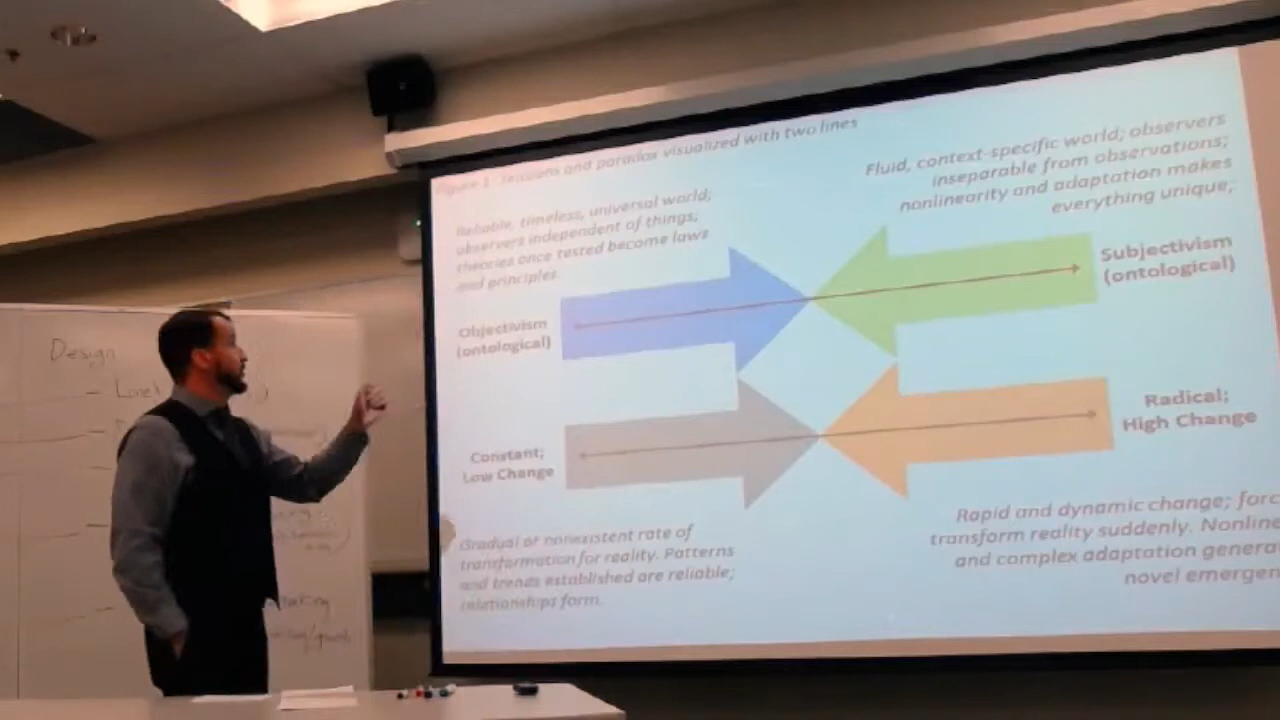 Figure 1: Tensions and paradox visualized with two lines
Reliable, timeless, universal world;
observers independent of things;
theories once tested become laws
and principles.
Fluid, context-specific world; observers
inseparable from observations;
nonlinearity and adaptation makes
everything unique;
Objectivism
(ontological)
Subjectivism
(ontological)
Constant;
Low Change
Radical;
High Change
Gradual or nonexistent rate of
transformation for reality. Patterns
and trends established are reliable;
relationships form.
Rapid and dynamic change; forc
transform reality suddenly. Nonline
and complex adaptation genera
novel emergen
Design